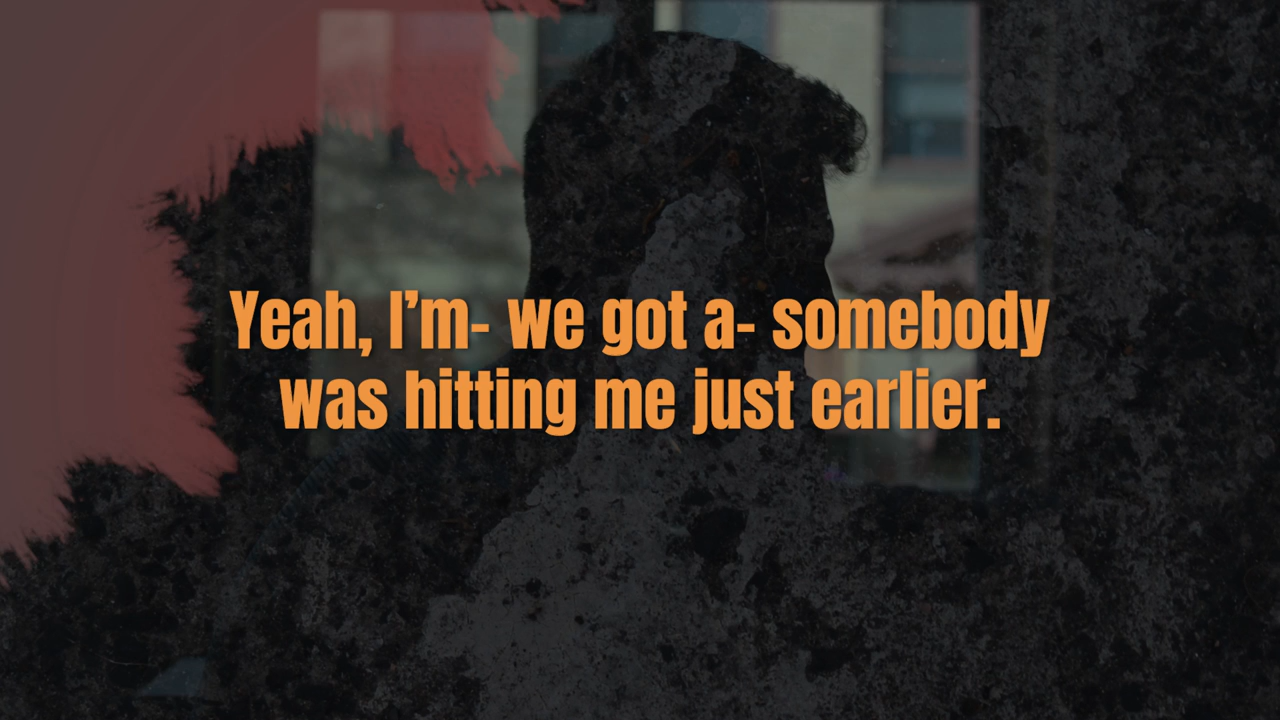 Yeah, I’m- we got a- somebody
was hitting me just earlier.